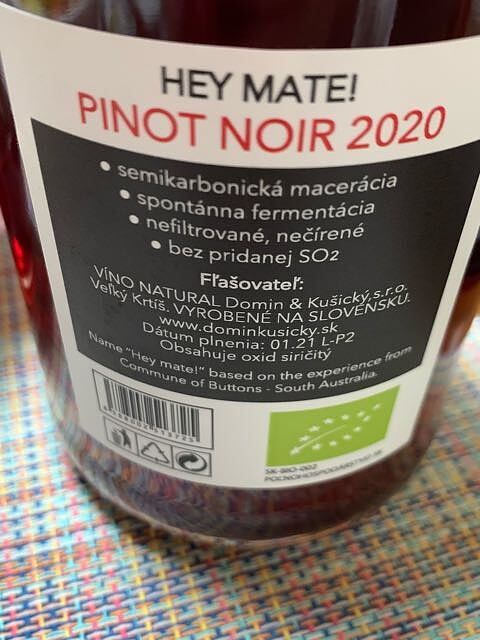 HEY MATE!
PINOT NOIR 2020
• semikarbonická macerácia
• spontánna fermentácia
• nefiltrované, nečírené
• bez pridanej SO2
Fľašovateľ:
VÍNO NATURAL Domin & Kušický, s.r.o.
Veľký Krtíš. VYROBENÉ NA SLOVENSKU.
www.dominkusicky.sk
Dátum plnenia: 01.21 L-P2
Obsahuje oxid siričitý
Name "Hey mate!" based on the experience from
Commune of Buttons - South Australia.
SK-BIO-002